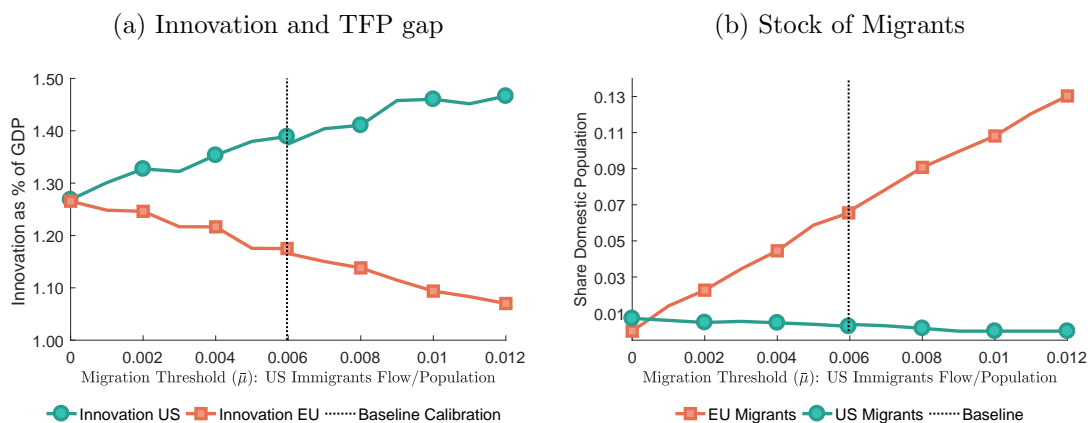 (a) Innovation and TFP gap
Innovation as % of GDP
1.50
1.40
1.30
1.20
1.10
1.00
0 0.002 0.004 0.006 0.008 0.01 0.012
Migration Threshold (μ̄): US Immigrants Flow/Population
Innovation US Innovation EU Baseline Calibration
(b) Stock of Migrants
Share Domestic Population
0.13
0.11
0.09
0.07
0.05
0.03
0.01
0 0.002 0.004 0.006 0.008 0.01 0.012
Migration Threshold (μ̄): US Immigrants Flow/Population
EU Migrants US Migrants Baseline